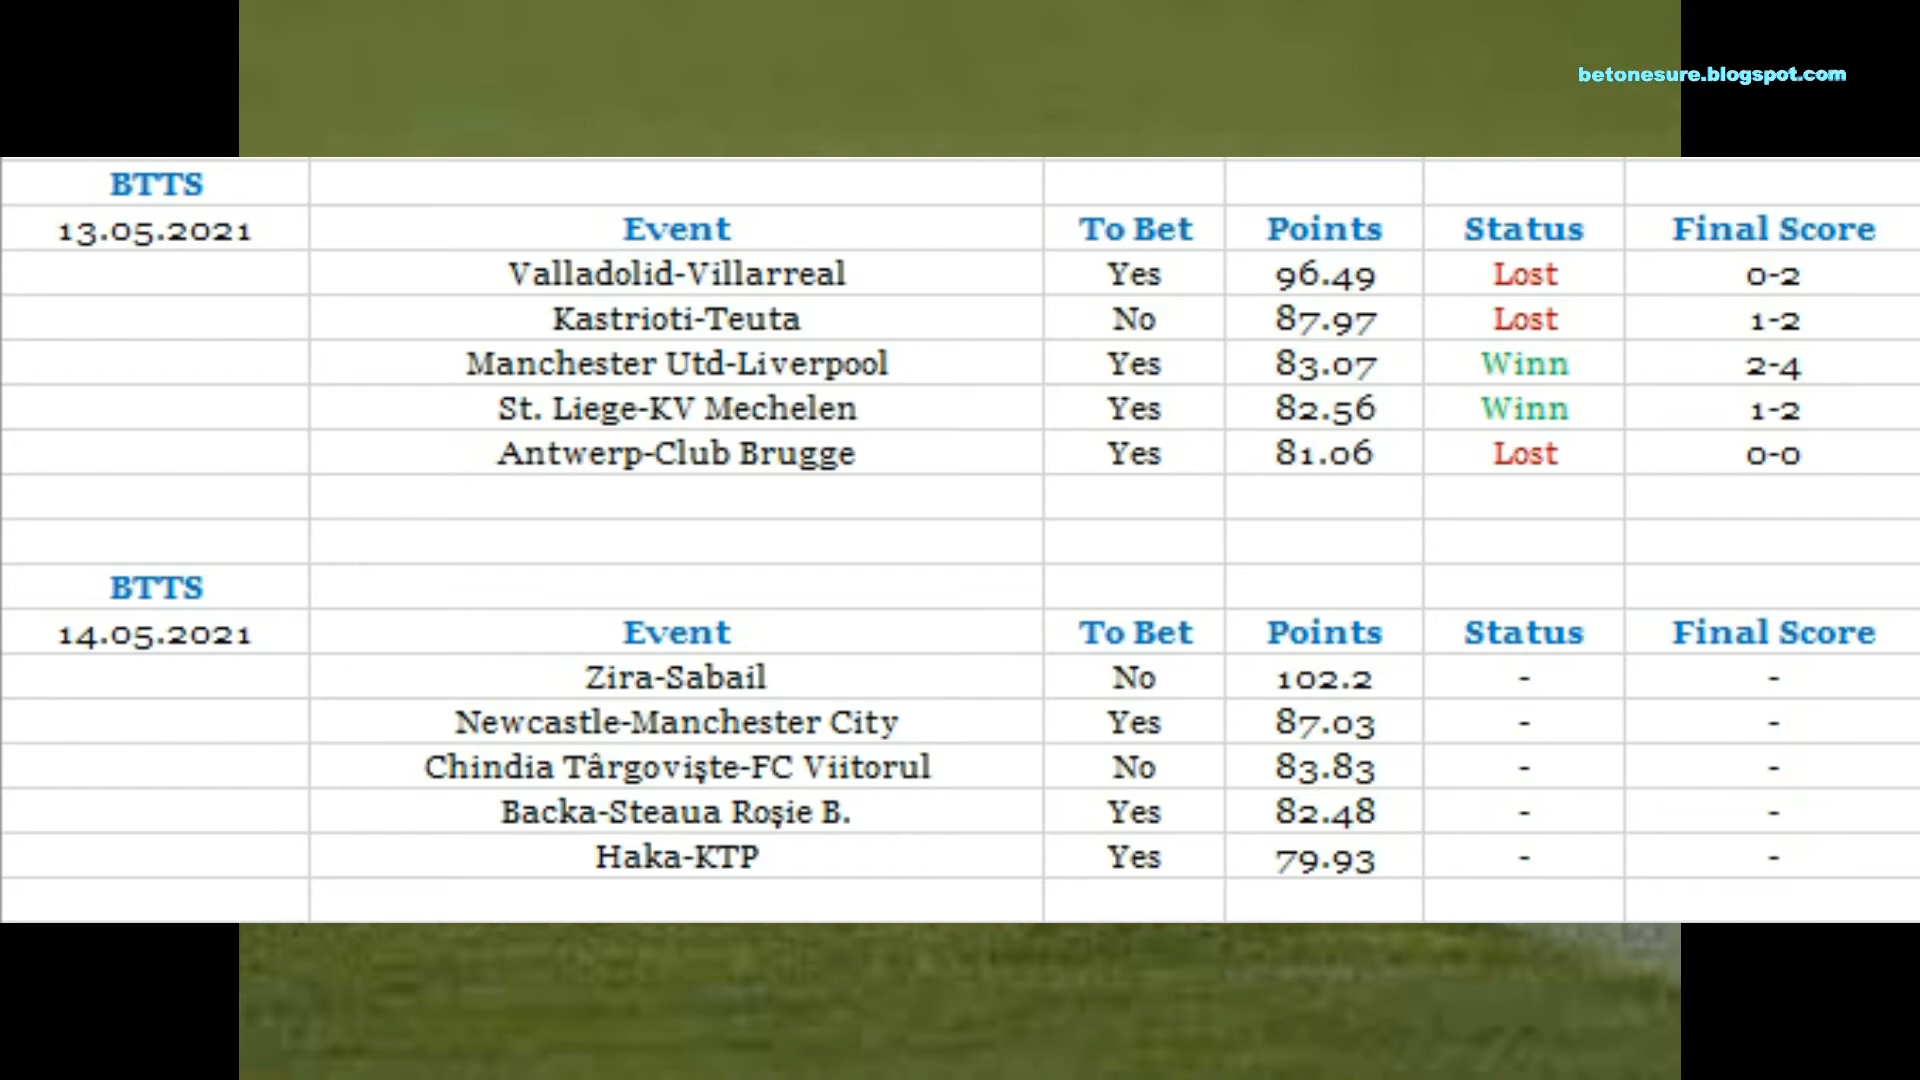 betonesure.blogspot.com
BTTS
13.05.2021 Event To Bet Points Status Final Score
Valladolid-Villarreal Yes 96.49 Lost 0-2
Kastrioti-Teuta No 87.97 Lost 1-2
Manchester Utd-Liverpool Yes 83.07 Winn 2-4
St. Liege-KV Mechelen Yes 82.56 Winn 1-2
Antwerp-Club Brugge Yes 81.06 Lost 0-0
BTTS
14.05.2021 Event To Bet Points Status Final Score
Zira-Sabail No 102.2 - -
Newcastle-Manchester City Yes 87.03 - -
Chindia Târgoviște-FC Viitorul No 83.83 - -
Backa-Steaua Roșie B. Yes 82.48 - -
Haka-KTP Yes 79.93 - -